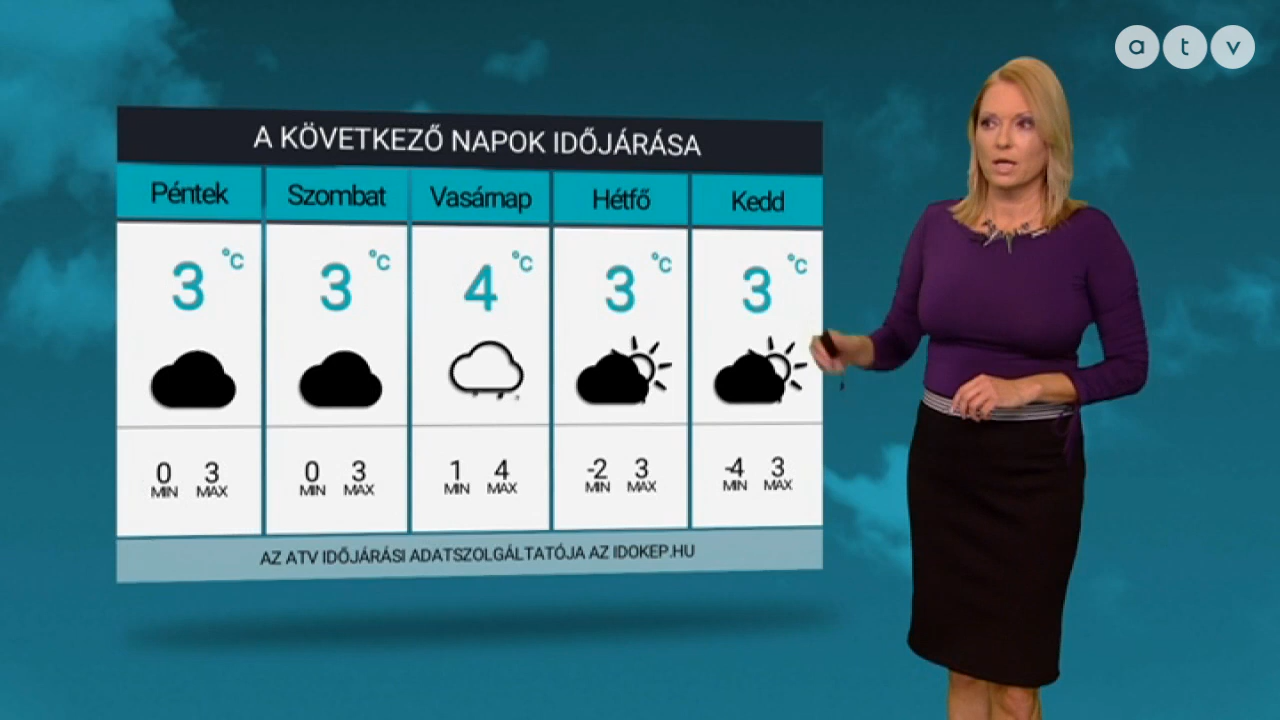 a t v
A KÖVETKEZŐ NAPOK IDŐJÁRÁSA
Péntek Szombat Vasárnap Hétfő Kedd
3 °C 3 °C 4 °C 3 °C 3 °C
0 3 0 3 1 4 -2 3 -4 3
MIN MAX MIN MAX MIN MAX MIN MAX MIN MAX
AZ ATV IDŐJÁRÁSI ADATSZOLGÁLTATÓJA AZ IDOKEP.HU